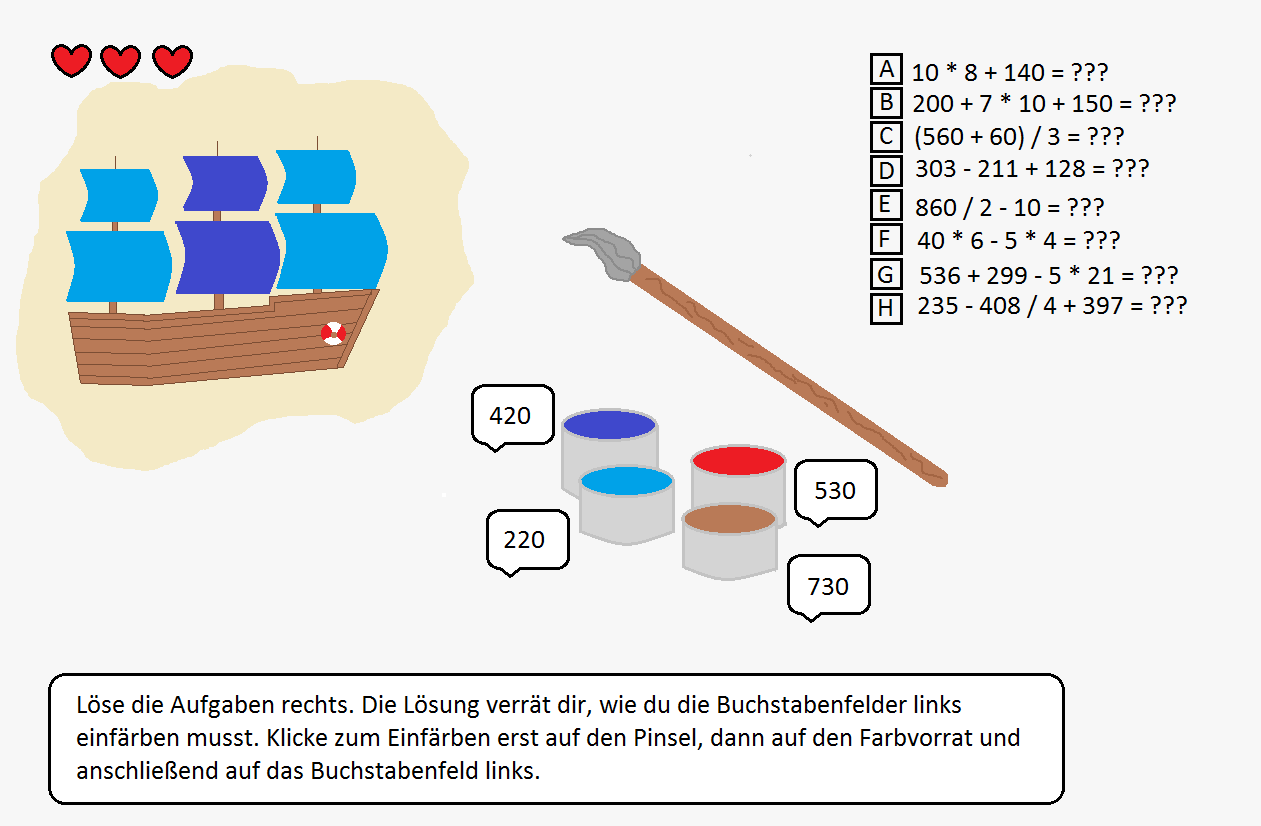 A 10 * 8 + 140 = ???
B 200 + 7 * 10 + 150 = ???
C (560 + 60) / 3 = ???
D 303 - 211 + 128 = ???
E 860 / 2 - 10 = ???
F 40 * 6 - 5 * 4 = ???
G 536 + 299 - 5 * 21 = ???
H 235 - 408 / 4 + 397 = ???
420
530
220
730
Löse die Aufgaben rechts. Die Lösung verrät dir, wie du die Buchstabenfelder links
einfärben musst. Klicke zum Einfärben erst auf den Pinsel, dann auf den Farbvorrat und
anschließend auf das Buchstabenfeld links.